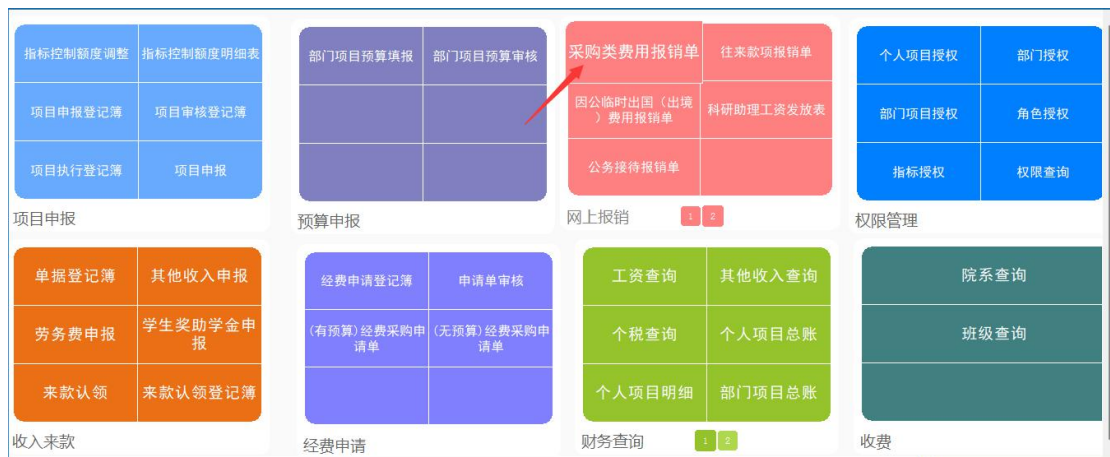 指标控制额度调整
指标控制额度明细表
项目申报登记簿
项目审核登记簿
项目执行登记簿
项目申报
项目申报
部门项目预算填报
部门项目预算审核
预算申报
采购类费用报销单
往来款项报销单
因公临时出国（出境
）费用报销单
科研助理工资发放表
公务接待报销单
网上报销
1
2
个人项目授权
部门授权
部门项目授权
角色授权
指标授权
权限查询
权限管理
单据登记簿
其他收入申报
劳务费申报
学生奖助学金申
报
来款认领
来款认领登记簿
收入来款
经费申请登记簿
申请单审核
(有预算)经费采购申
请单
(无预算)经费采购申
请单
经费申请
工资查询
其他收入查询
个税查询
个人项目总账
个人项目明细
部门项目总账
财务查询
1
2
院系查询
班级查询
收费